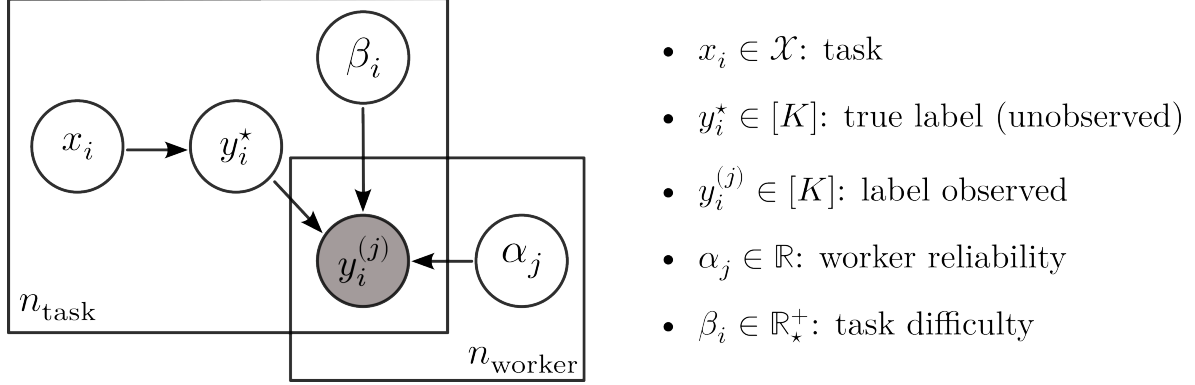 β_i
x_i
y_i^⋆
y_i^{(j)}
α_j
n_task
n_worker
• x_i ∈ 𝒳: task
• y_i^⋆ ∈ [K]: true label (unobserved)
• y_i^{(j)} ∈ [K]: label observed
• α_j ∈ ℝ: worker reliability
• β_i ∈ ℝ_⋆^+: task difficulty